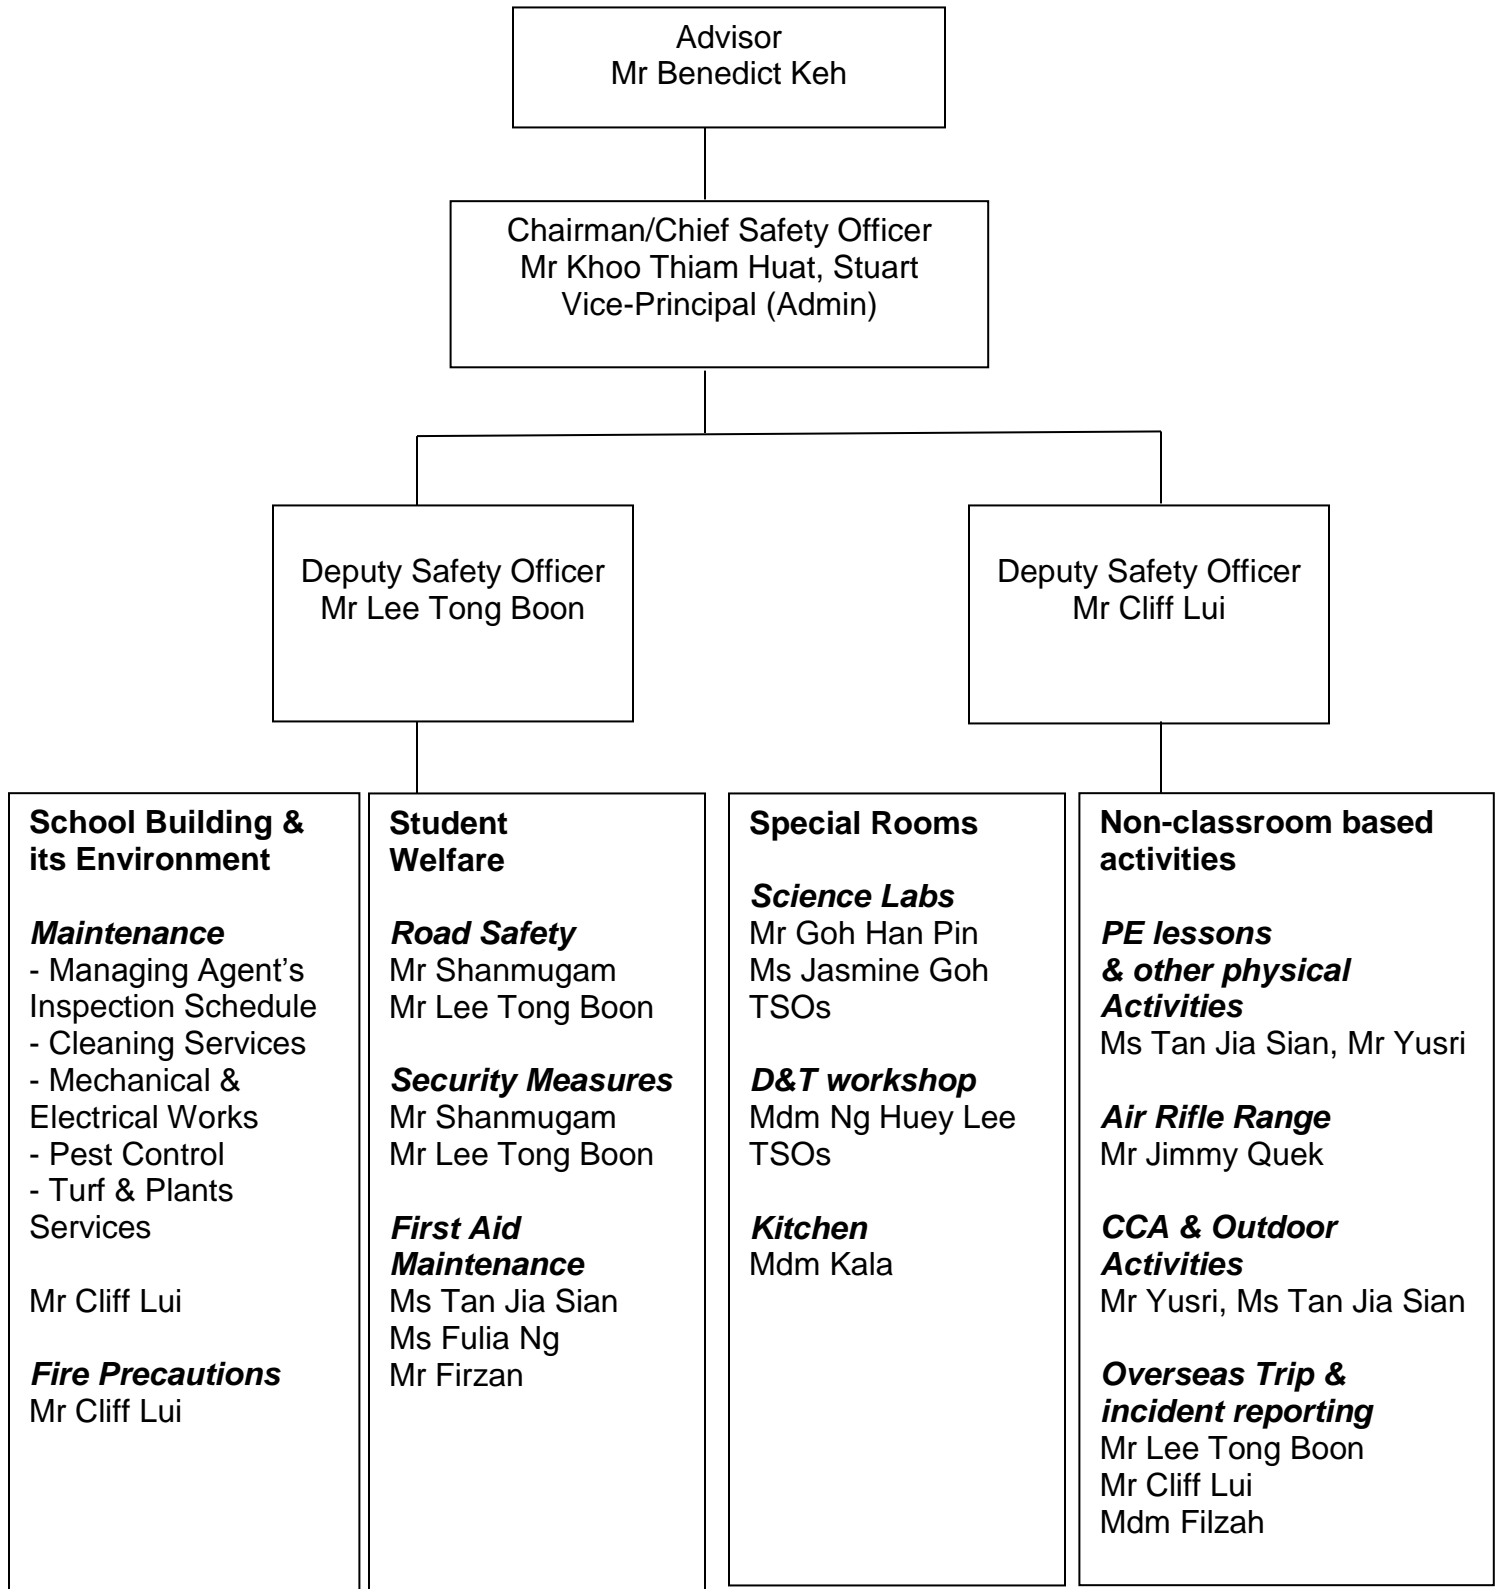 Advisor
Mr Benedict Keh
Chairman/Chief Safety Officer
Mr Khoo Thiam Huat, Stuart
Vice-Principal (Admin)
Deputy Safety Officer
Mr Lee Tong Boon
Deputy Safety Officer
Mr Cliff Lui
School Building &
its Environment
Maintenance
- Managing Agent’s
Inspection Schedule
- Cleaning Services
- Mechanical &
Electrical Works
- Pest Control
- Turf & Plants
Services
Mr Cliff Lui
Fire Precautions
Mr Cliff Lui
Student
Welfare
Road Safety
Mr Shanmugam
Mr Lee Tong Boon
Security Measures
Mr Shanmugam
Mr Lee Tong Boon
First Aid
Maintenance
Ms Tan Jia Sian
Ms Fulia Ng
Mr Firzan
Special Rooms
Science Labs
Mr Goh Han Pin
Ms Jasmine Goh
TSOs
D&T workshop
Mdm Ng Huey Lee
TSOs
Kitchen
Mdm Kala
Non-classroom based
activities
PE lessons
& other physical
Activities
Ms Tan Jia Sian, Mr Yusri
Air Rifle Range
Mr Jimmy Quek
CCA & Outdoor
Activities
Mr Yusri, Ms Tan Jia Sian
Overseas Trip &
incident reporting
Mr Lee Tong Boon
Mr Cliff Lui
Mdm Filzah